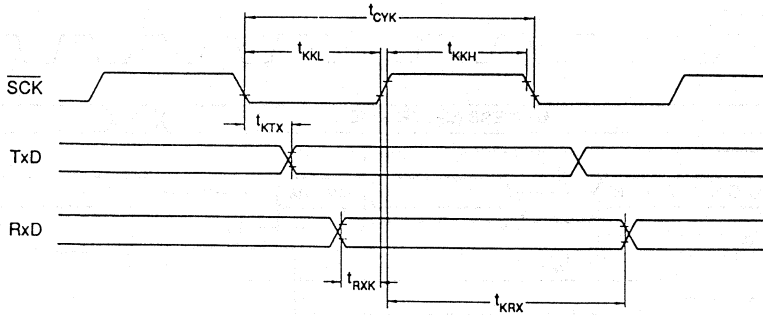 tCYK
tKKL
tKKH
SCK
tKTX
TxD
RxD
tRXK
tKRX